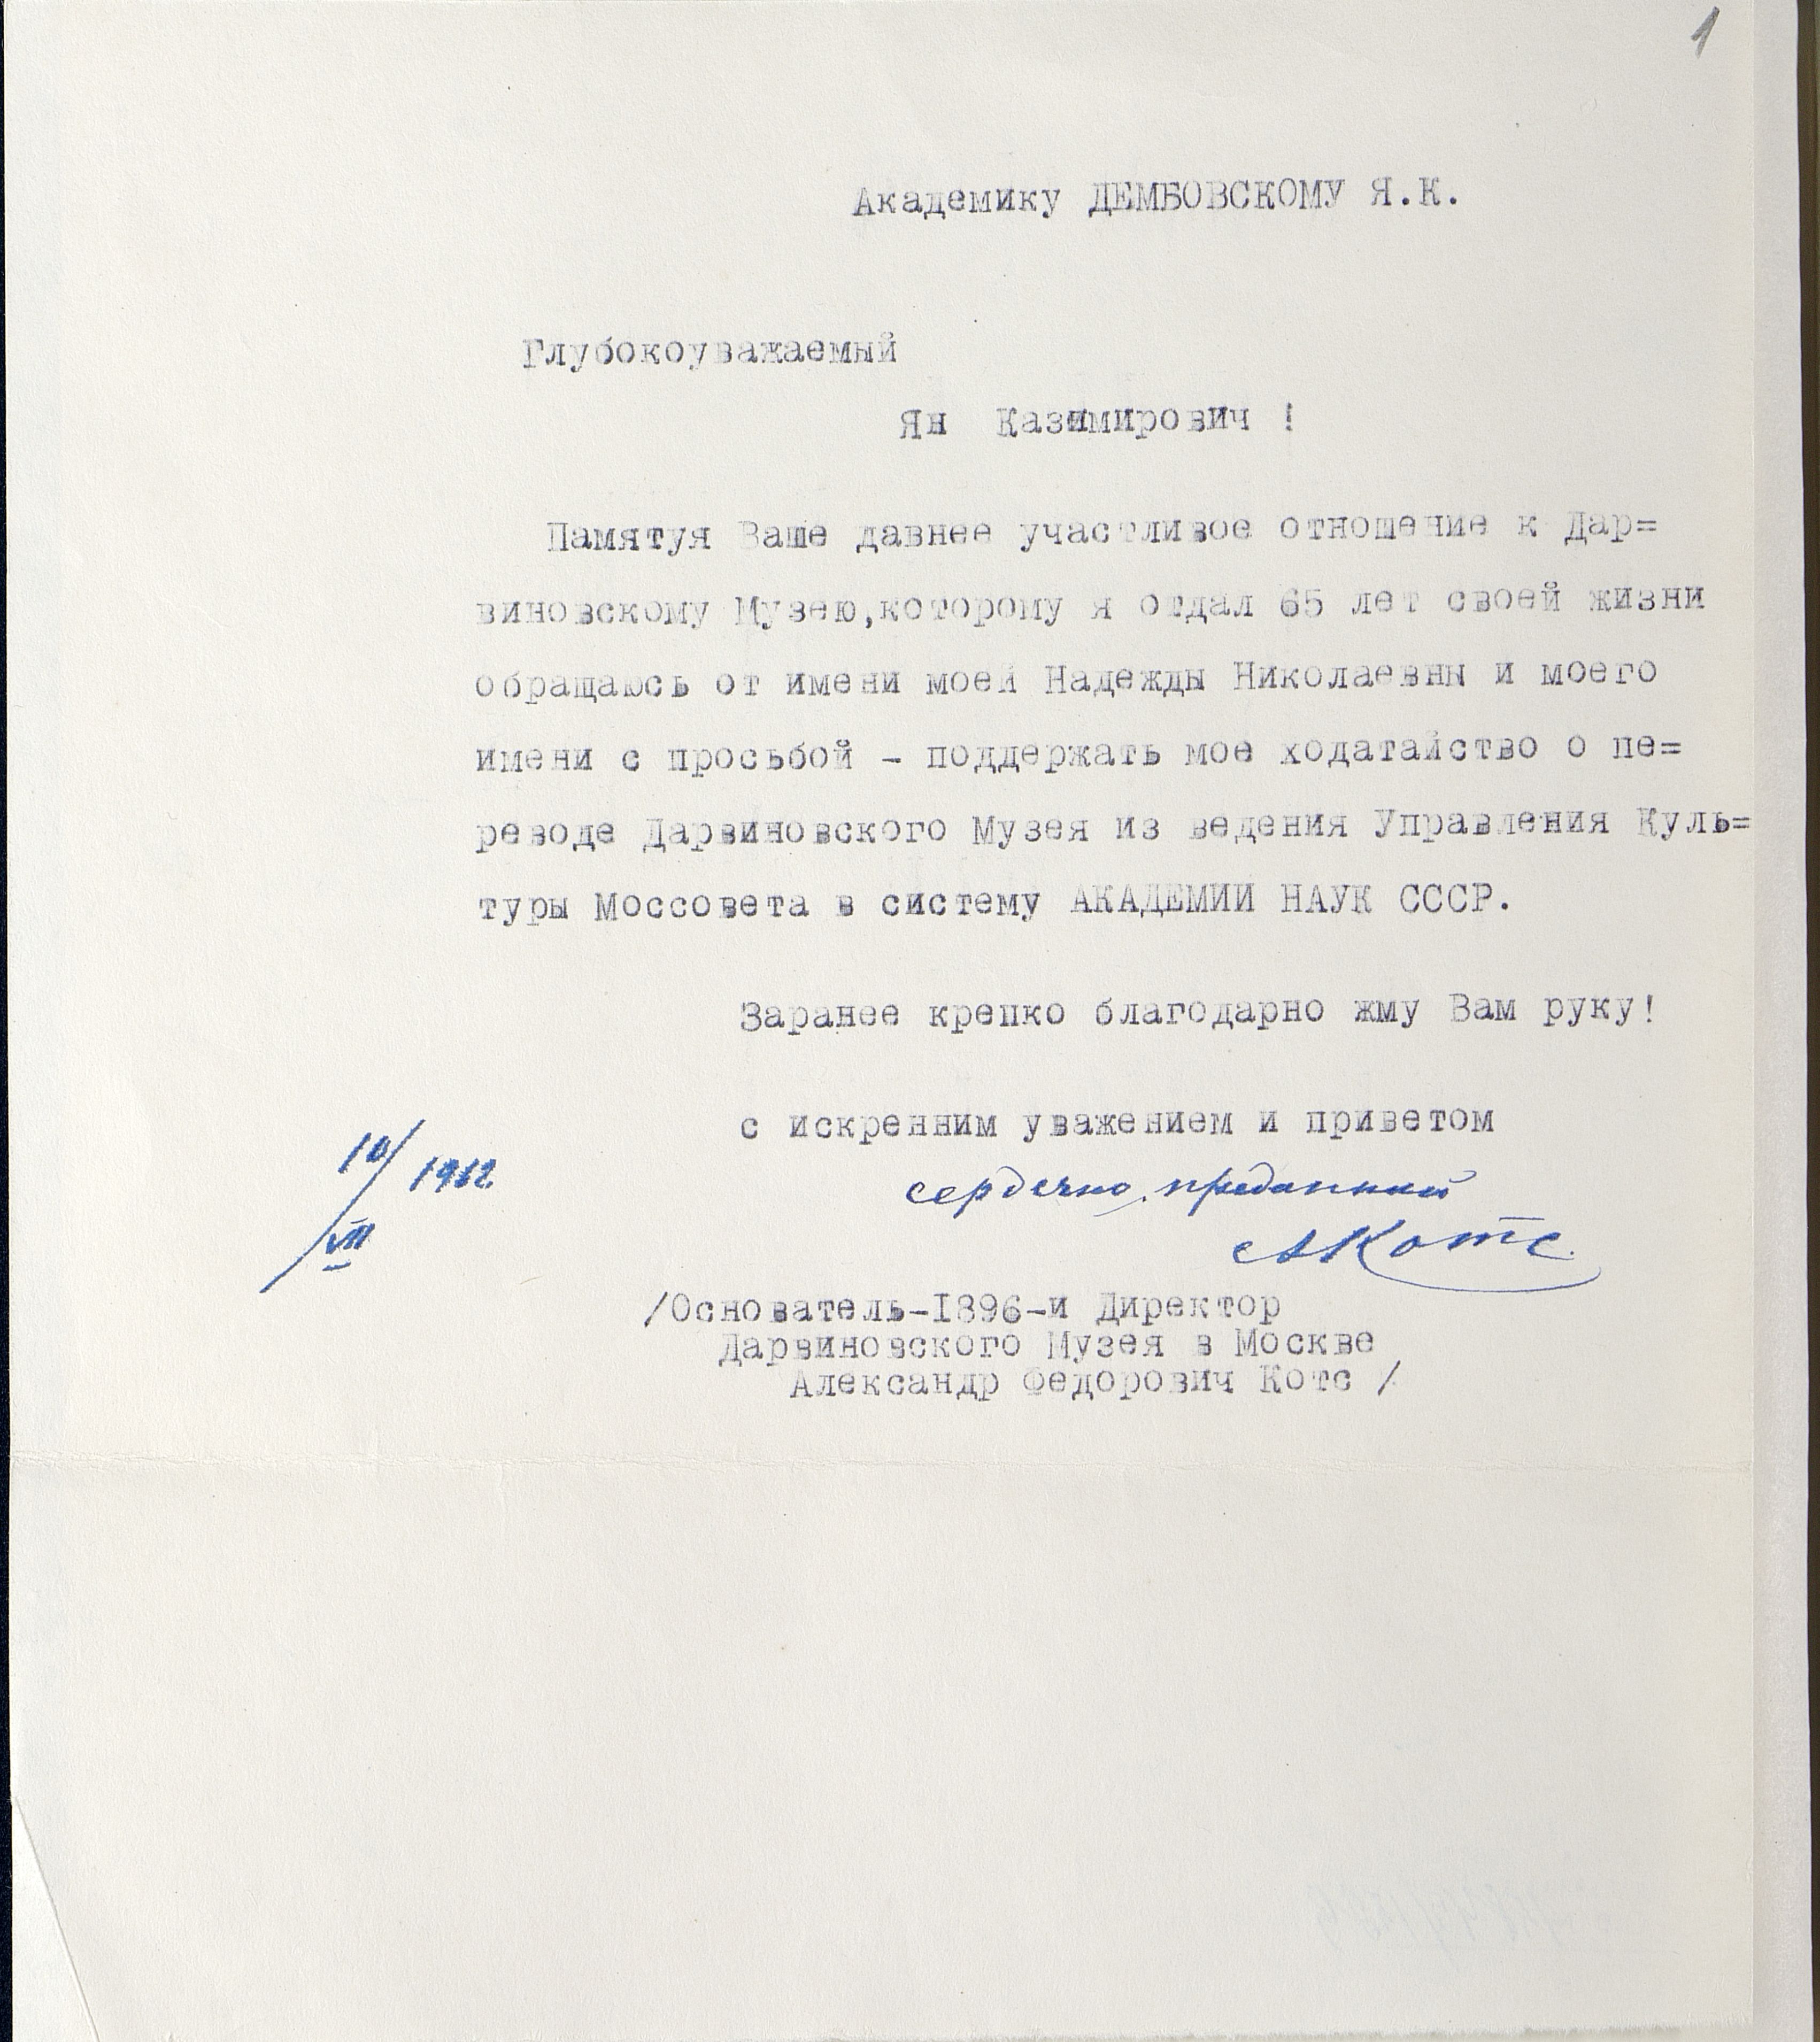 1
Академику ДЕМБОВСКОМУ Я.К.
Глубокоуважаемый
Ян Казимирович !
Памятуя Ваше давнее участливое отношение к Дар=
виновскому Музею,которому я отдал 65 лет своей жизни
обращаюсь от имени моей Надежды Николаевны и моего
имени с просьбой - поддержать мое ходатайство о пе=
реводе Дарвиновского Музея из ведения Управления Куль=
туры Моссовета в систему АКАДЕМИИ НАУК СССР.
Заранее крепко благодарно жму Вам руку!
с искренним уважением и приветом
10/VIII 1962
сердечно преданный
АКотс
/Основатель-I896-и Директор
Дарвиновского Музея в Москве
Александр Федорович Котс /